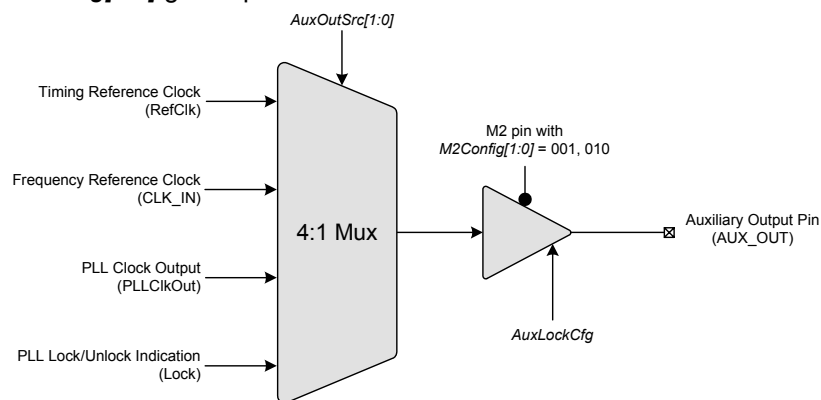 AuxOutSrc[1:0]
Timing Reference Clock
(RefClk)
M2 pin with
M2Config[1:0] = 001, 010
Frequency Reference Clock
(CLK_IN)
4:1 Mux
Auxiliary Output Pin
(AUX_OUT)
PLL Clock Output
(PLLClkOut)
AuxLockCfg
PLL Lock/Unlock Indication
(Lock)